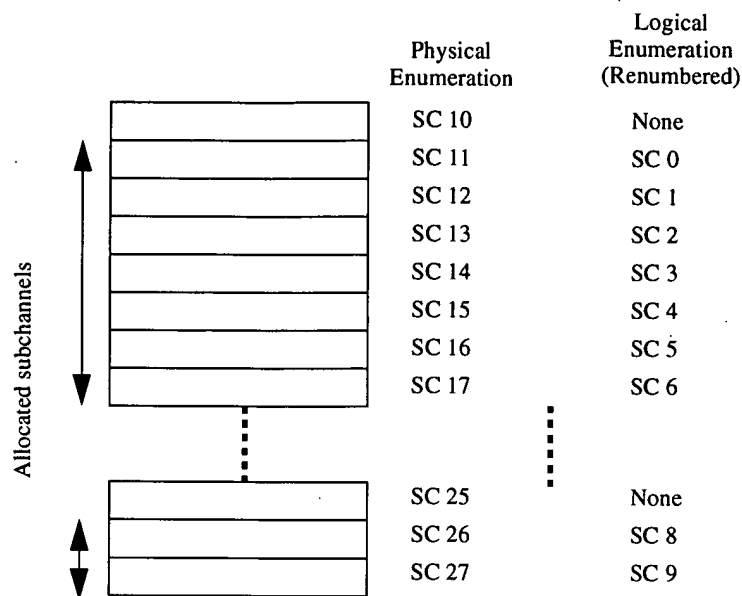 Physical
Enumeration
Logical
Enumeration
(Renumbered)
SC 10 None
SC 11 SC 0
SC 12 SC 1
SC 13 SC 2
SC 14 SC 3
SC 15 SC 4
SC 16 SC 5
SC 17 SC 6
SC 25 None
SC 26 SC 8
SC 27 SC 9
Allocated subchannels